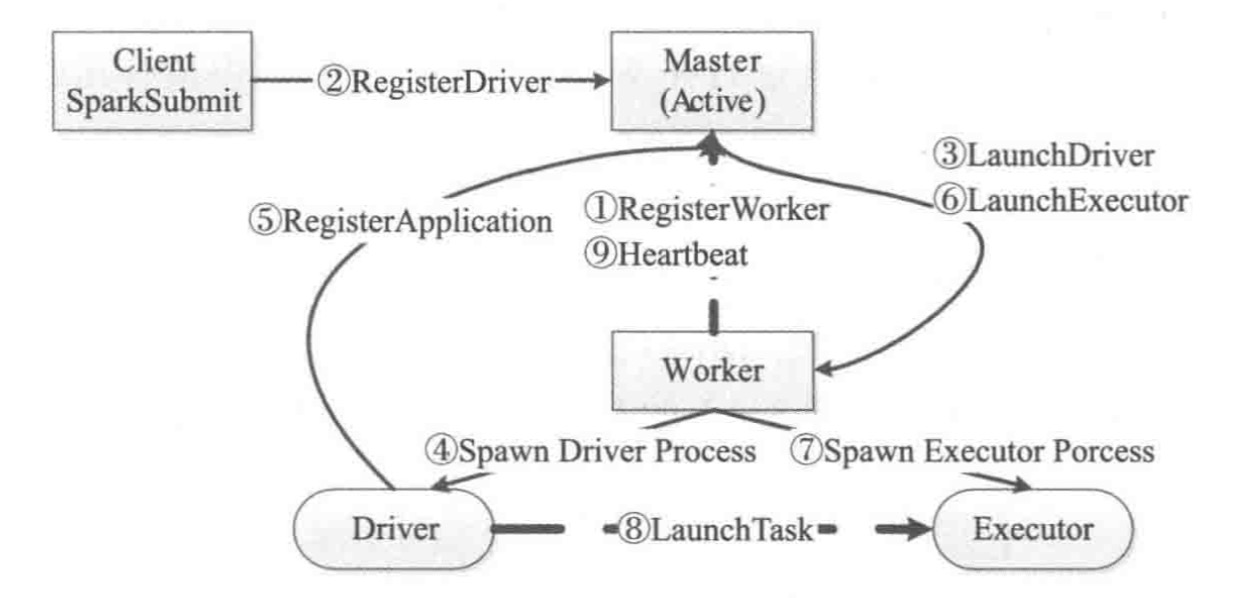 Client
SparkSubmit
②RegisterDriver
Master
(Active)
③LaunchDriver
⑥LaunchExecutor
⑤RegisterApplication
①RegisterWorker
⑨Heartbeat
Worker
④Spawn Driver Process
⑦Spawn Executor Porcess
Driver
⑧LaunchTask
Executor